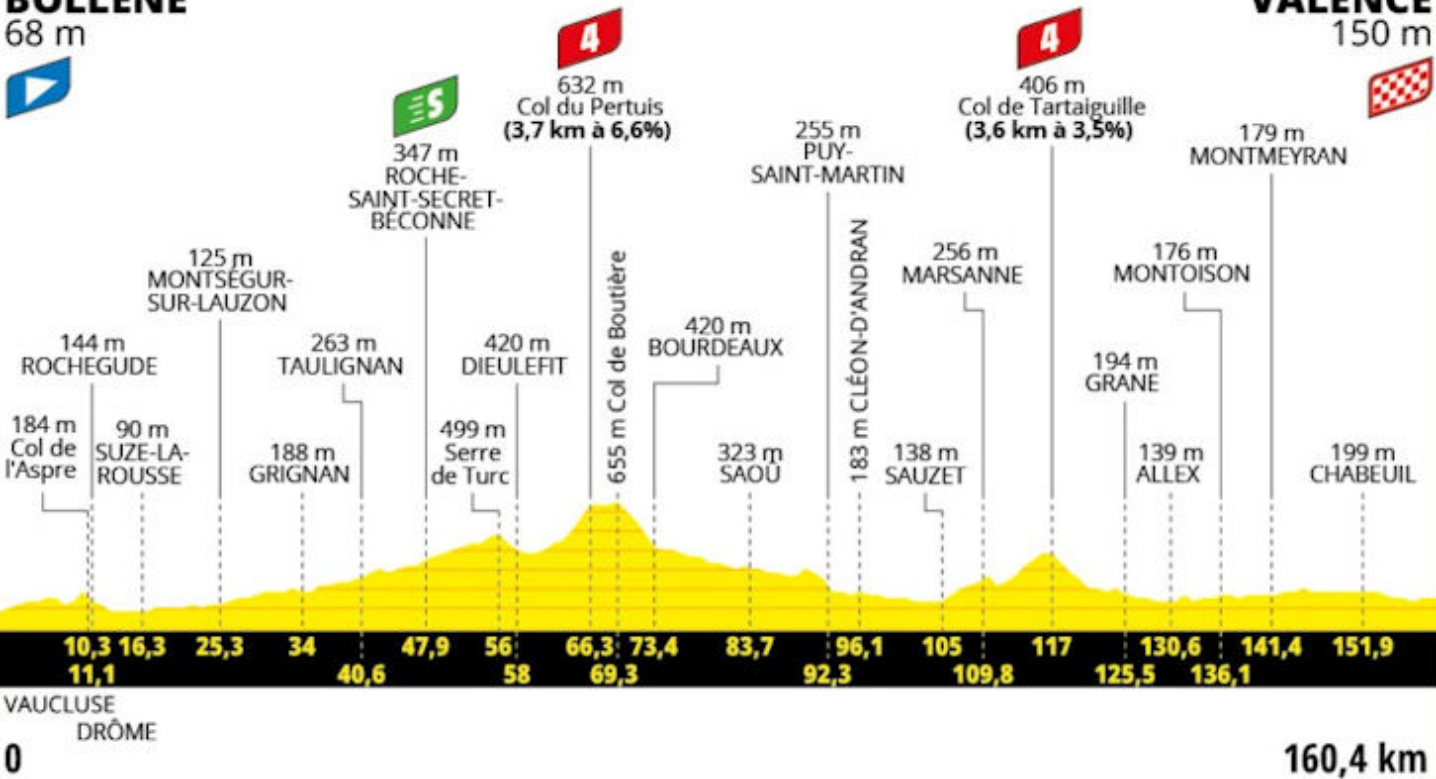 BOLLÈNE
68 m
VALENCE
150 m
S
4
4
347 m
ROCHE-
SAINT-SECRET-
BÉCONNE
632 m
Col du Pertuis
(3,7 km à 6,6%)
255 m
PUY-
SAINT-MARTIN
406 m
Col de Tartaiguille
(3,6 km à 3,5%)
179 m
MONTMEYRAN
125 m
MONTSÉGUR-
SUR-LAUZON
256 m
MARSANNE
176 m
MONTOISON
144 m
ROCHEGUDE
263 m
TAULIGNAN
420 m
DIEULEFIT
655 m Col de Boutière
420 m
BOURDEAUX
183 m CLÉON-D'ANDRAN
194 m
GRANE
184 m
Col de
l'Aspre
90 m
SUZE-LA-
ROUSSE
188 m
GRIGNAN
499 m
Serre
de Turc
323 m
SAOÛ
138 m
SAUZET
139 m
ALLEX
199 m
CHABEUIL
10,3 16,3 25,3 34 47,9 56 66,3 73,4 83,7 96,1 105 117 130,6 141,4 151,9
11,1 40,6 58 69,3 92,3 109,8 125,5 136,1
VAUCLUSE
DRÔME
0
160,4 km